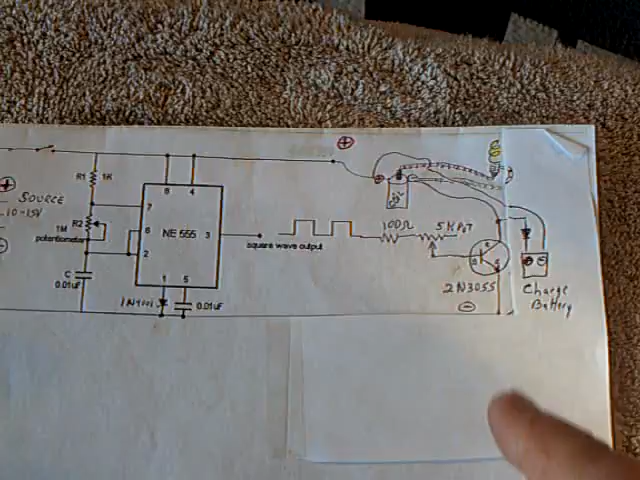 +
SOURCE
10-15V
R1 1K
R2
1M
potentiometer
C
0.01uF
8 4
7
6
2
NE 555
3
1 5
1N4001
0.01uF
square wave output
+
100Ω
5K Pot
2N3055
-
Charge
Battery